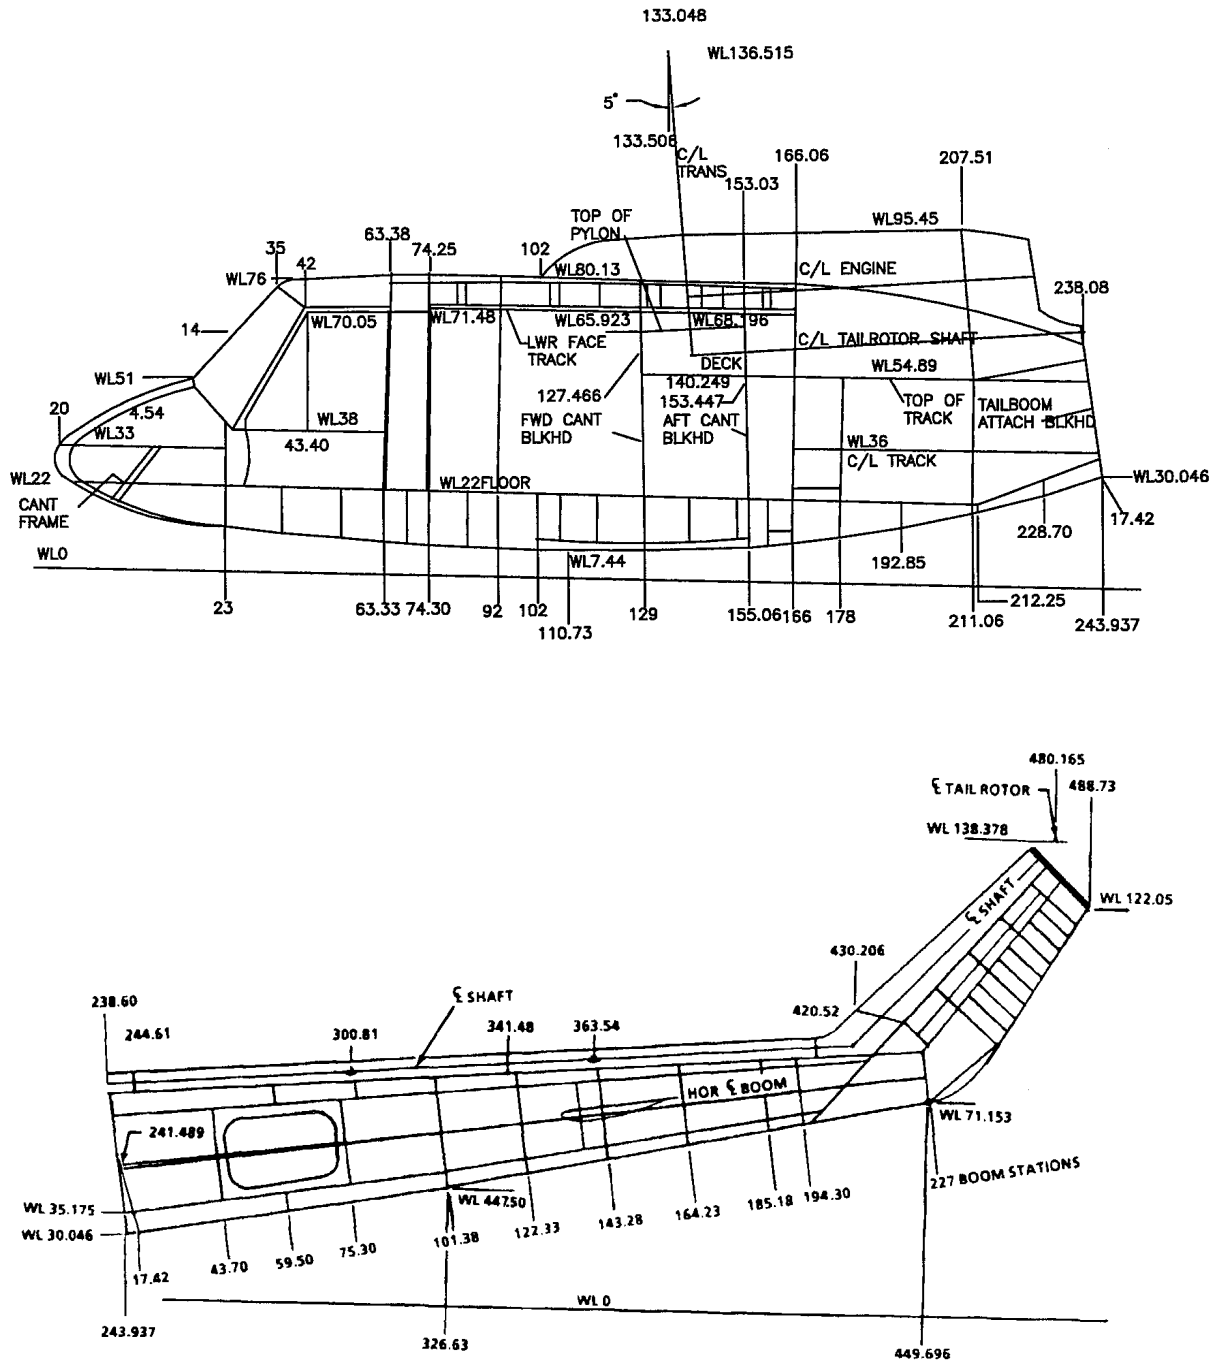 133.048
WL136.515
5°
133.508
C/L
TRANS
166.06
207.51
153.03
TOP OF
PYLON
WL95.45
63.38
74.25
35
42
102
WL76
WL80.13
C/L ENGINE
238.08
14
WL70.05
WL71.48
WL65.923
WL68.196
LWR FACE
TRACK
C/L TAILROTOR SHAFT
DECK
WL54.89
WL51
140.249
127.466
153.447
20
4.54
FWD CANT
BLKHD
AFT CANT
BLKHD
TOP OF
TRACK
TAILBOOM
ATTACH BLKHD
WL38
WL33
43.40
WL36
C/L TRACK
WL22
WL22FLOOR
WL30.046
CANT
FRAME
17.42
228.70
WL0
WL7.44
192.85
23
63.33
74.30
92
102
129
155.06
166
178
212.25
211.06
110.73
243.937
480.165
℄ TAIL ROTOR
488.73
WL 138.378
℄ SHAFT
WL 122.05
430.206
238.60
℄ SHAFT
244.61
300.81
341.48
363.54
420.52
HOR ℄ BOOM
241.489
WL 71.153
227 BOOM STATIONS
WL 35.175
WL 44750
WL 30.046
101.38
122.33
143.28
164.23
185.18
194.30
17.42
43.70
59.50
75.30
WL 0
243.937
326.63
449.696